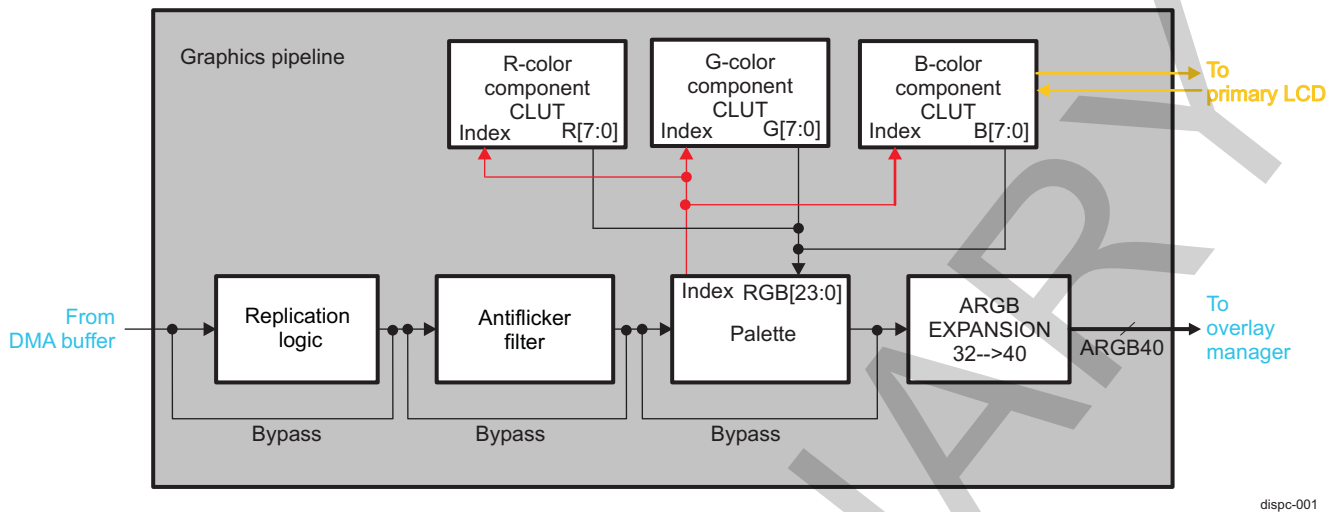 Graphics pipeline
R-color
component
CLUT
Index R[7:0]
G-color
component
CLUT
Index G[7:0]
B-color
component
CLUT
Index B[7:0]
To
primary LCD
From
DMA buffer
Replication
logic
Antiflicker
filter
Index RGB[23:0]
Palette
ARGB
EXPANSION
32-->40
ARGB40
To
overlay
manager
Bypass
Bypass
Bypass
dispc-001